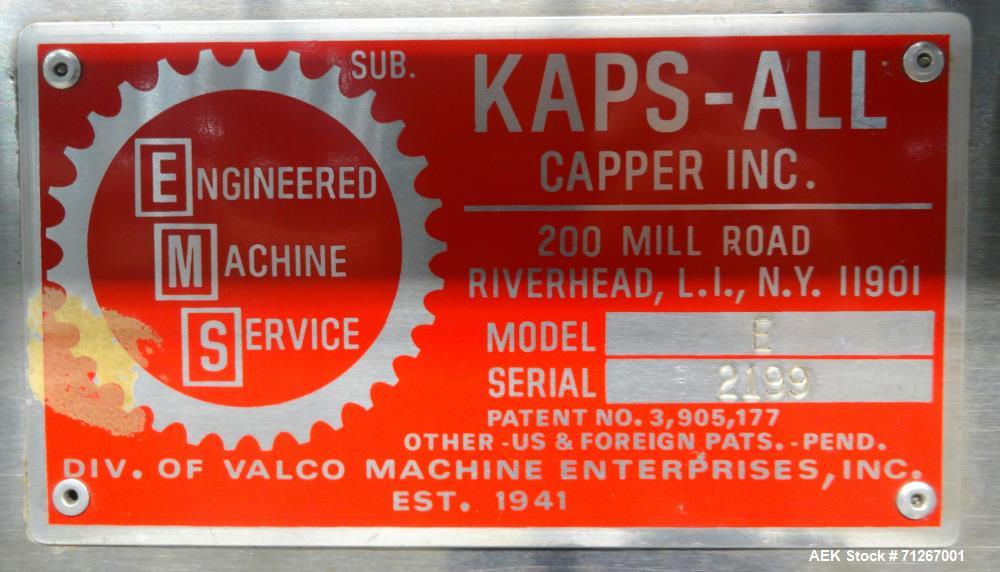 SUB.
ENGINEERED
MACHINE
SERVICE
KAPS-ALL
CAPPER INC.
200 MILL ROAD
RIVERHEAD, L.I., N.Y. 11901
MODEL E
SERIAL 2199
PATENT NO. 3,905,177
OTHER -US & FOREIGN PATS. -PEND.
DIV. OF VALCO MACHINE ENTERPRISES, INC.
EST. 1941
AEK Stock # 71267001